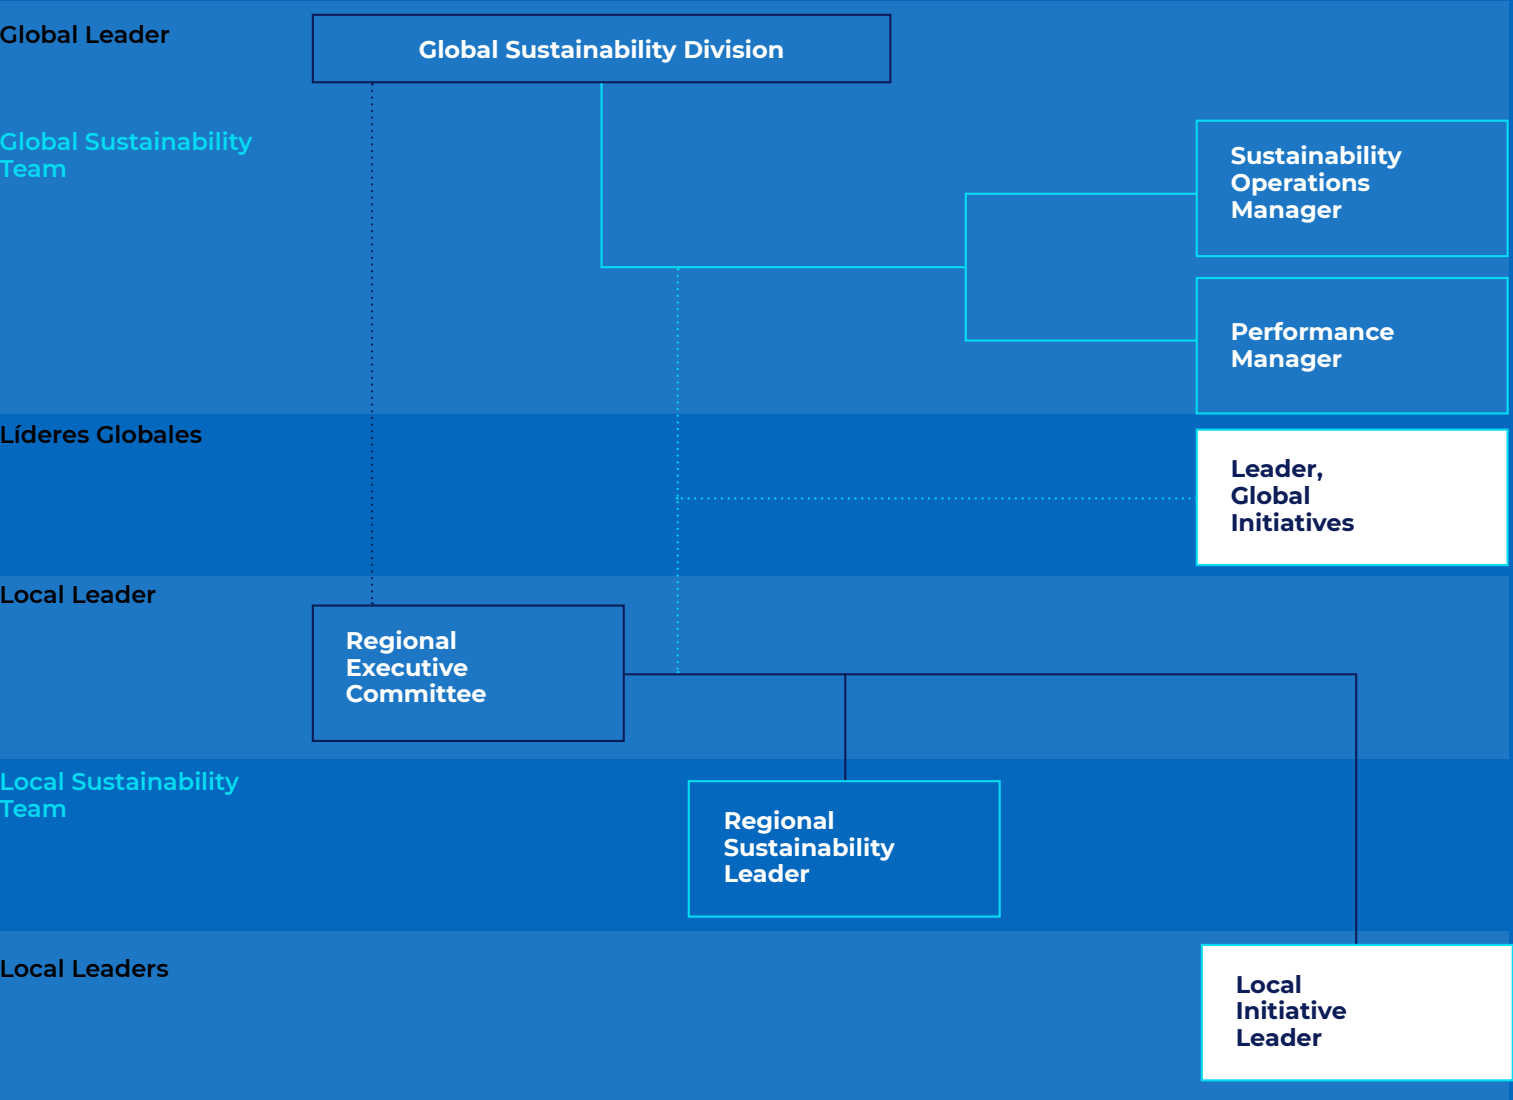 Global Leader
Global Sustainability Division
Global Sustainability
Team
Sustainability
Operations
Manager
Performance
Manager
Líderes Globales
Leader,
Global
Initiatives
Local Leader
Regional
Executive
Committee
Local Sustainability
Team
Regional
Sustainability
Leader
Local Leaders
Local
Initiative
Leader